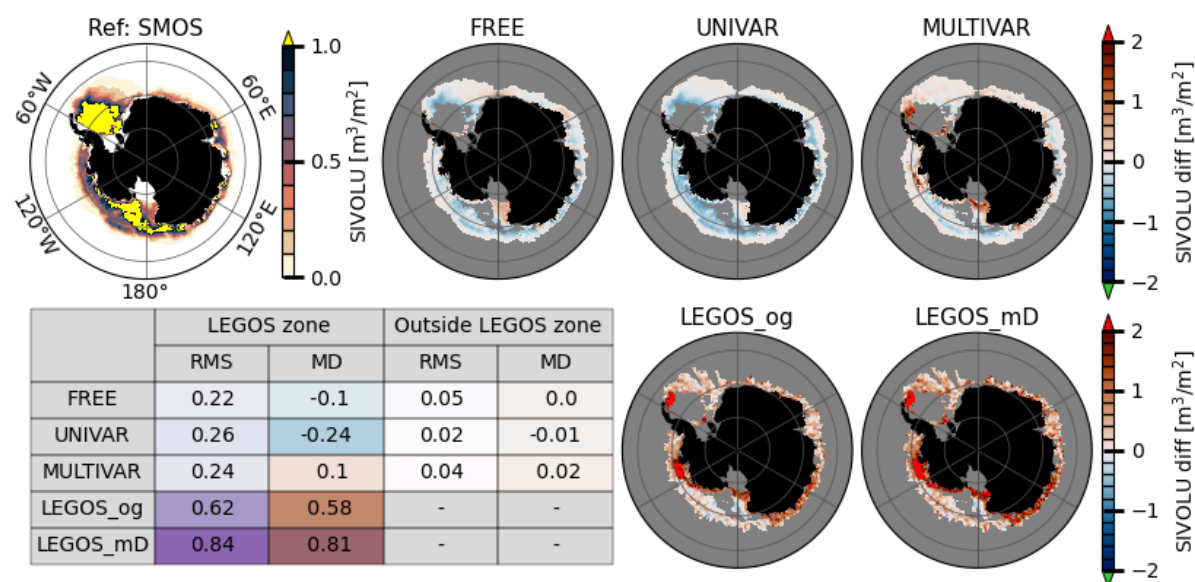 Ref: SMOS
FREE
UNIVAR
MULTIVAR
60°W
60°E
120°W
120°E
180°
1.0
0.5
0.0
SIVOLU [m³/m²]
2
1
0
−1
−2
SIVOLU diff [m³/m²]
LEGOS zone Outside LEGOS zone
RMS MD RMS MD
FREE 0.22 -0.1 0.05 0.0
UNIVAR 0.26 -0.24 0.02 -0.01
MULTIVAR 0.24 0.1 0.04 0.02
LEGOS_og 0.62 0.58 - -
LEGOS_mD 0.84 0.81 - -
LEGOS_og
LEGOS_mD
2
1
0
−1
−2
SIVOLU diff [m³/m²]